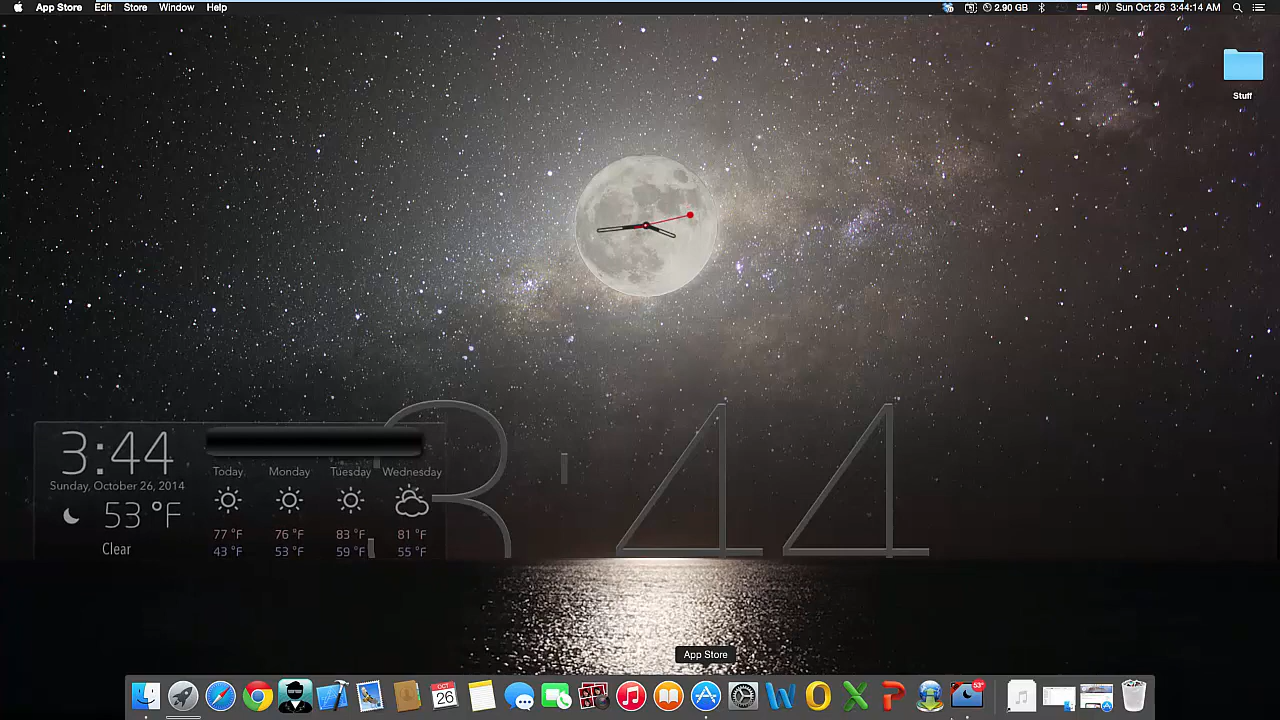 App Store Edit Store Window Help
2.90 GB Sun Oct 26 3:44:14 AM
Stuff
3:44
3:44
Sunday, October 26, 2014
53 °F
Clear
Today Monday Tuesday Wednesday
77 °F 76 °F 83 °F 81 °F
43 °F 53 °F 59 °F 55 °F
App Store
OCT
26
53°